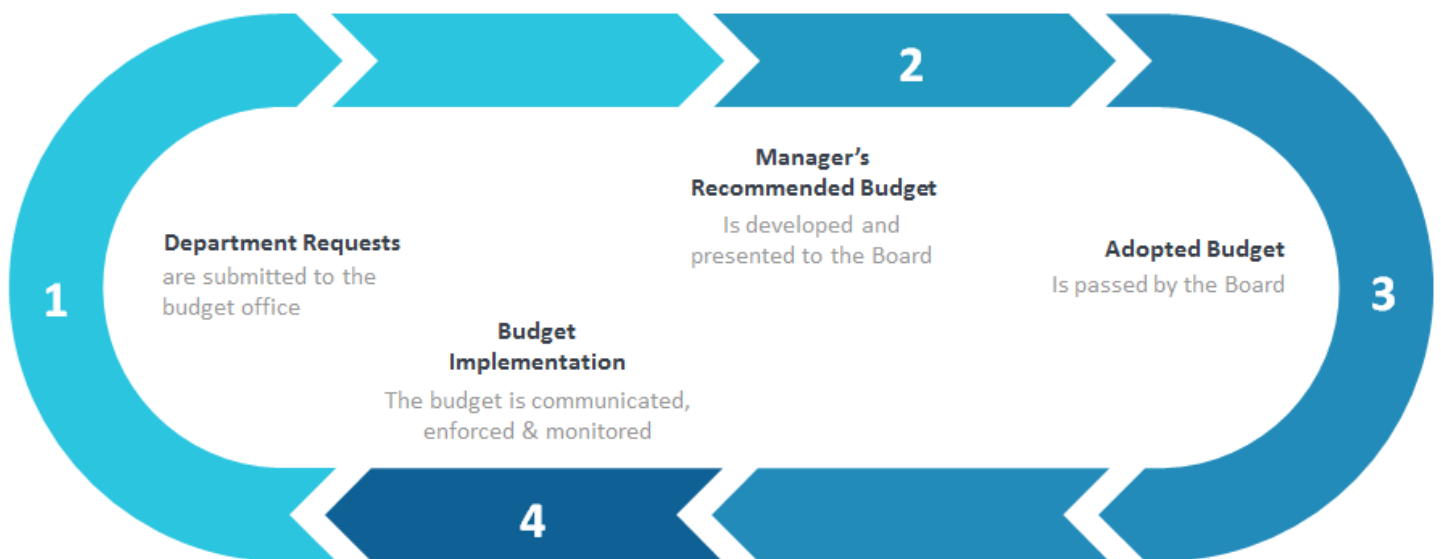 1
Department Requests
are submitted to the
budget office
2
Manager's
Recommended Budget
Is developed and
presented to the Board
3
Adopted Budget
Is passed by the Board
4
Budget
Implementation
The budget is communicated,
enforced & monitored